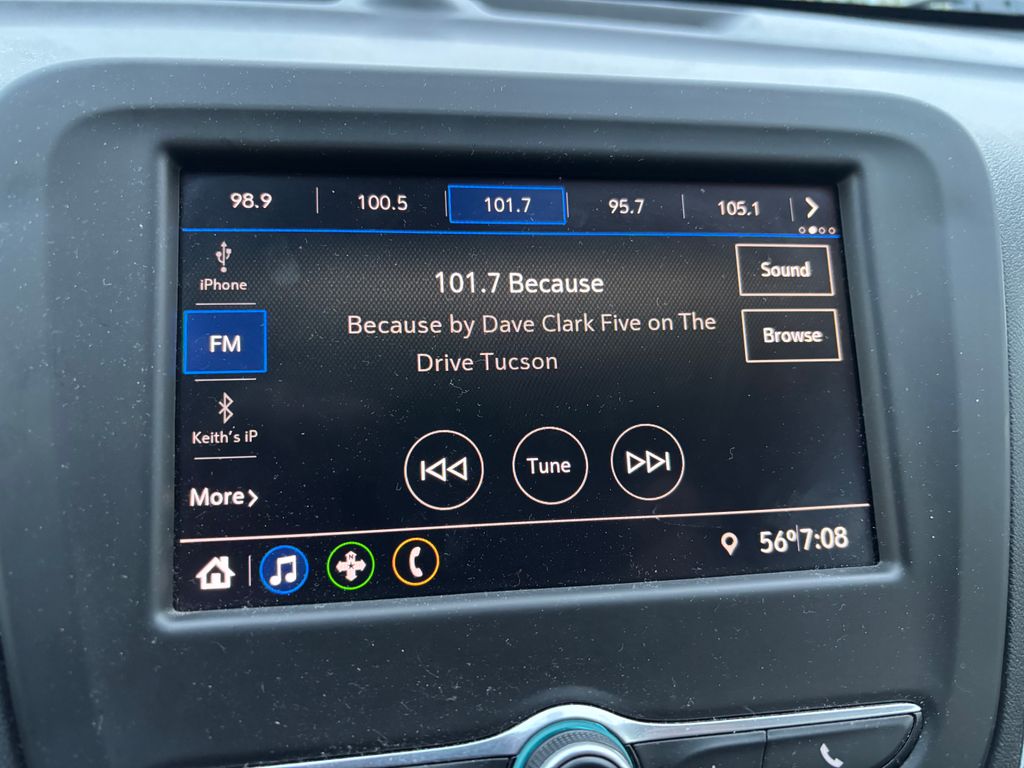 98.9 100.5 101.7 95.7 105.1
iPhone
Sound
101.7 Because
Because by Dave Clark Five on The
Drive Tucson
FM
Browse
Keith's iP
Tune
More
N
56° 7:08